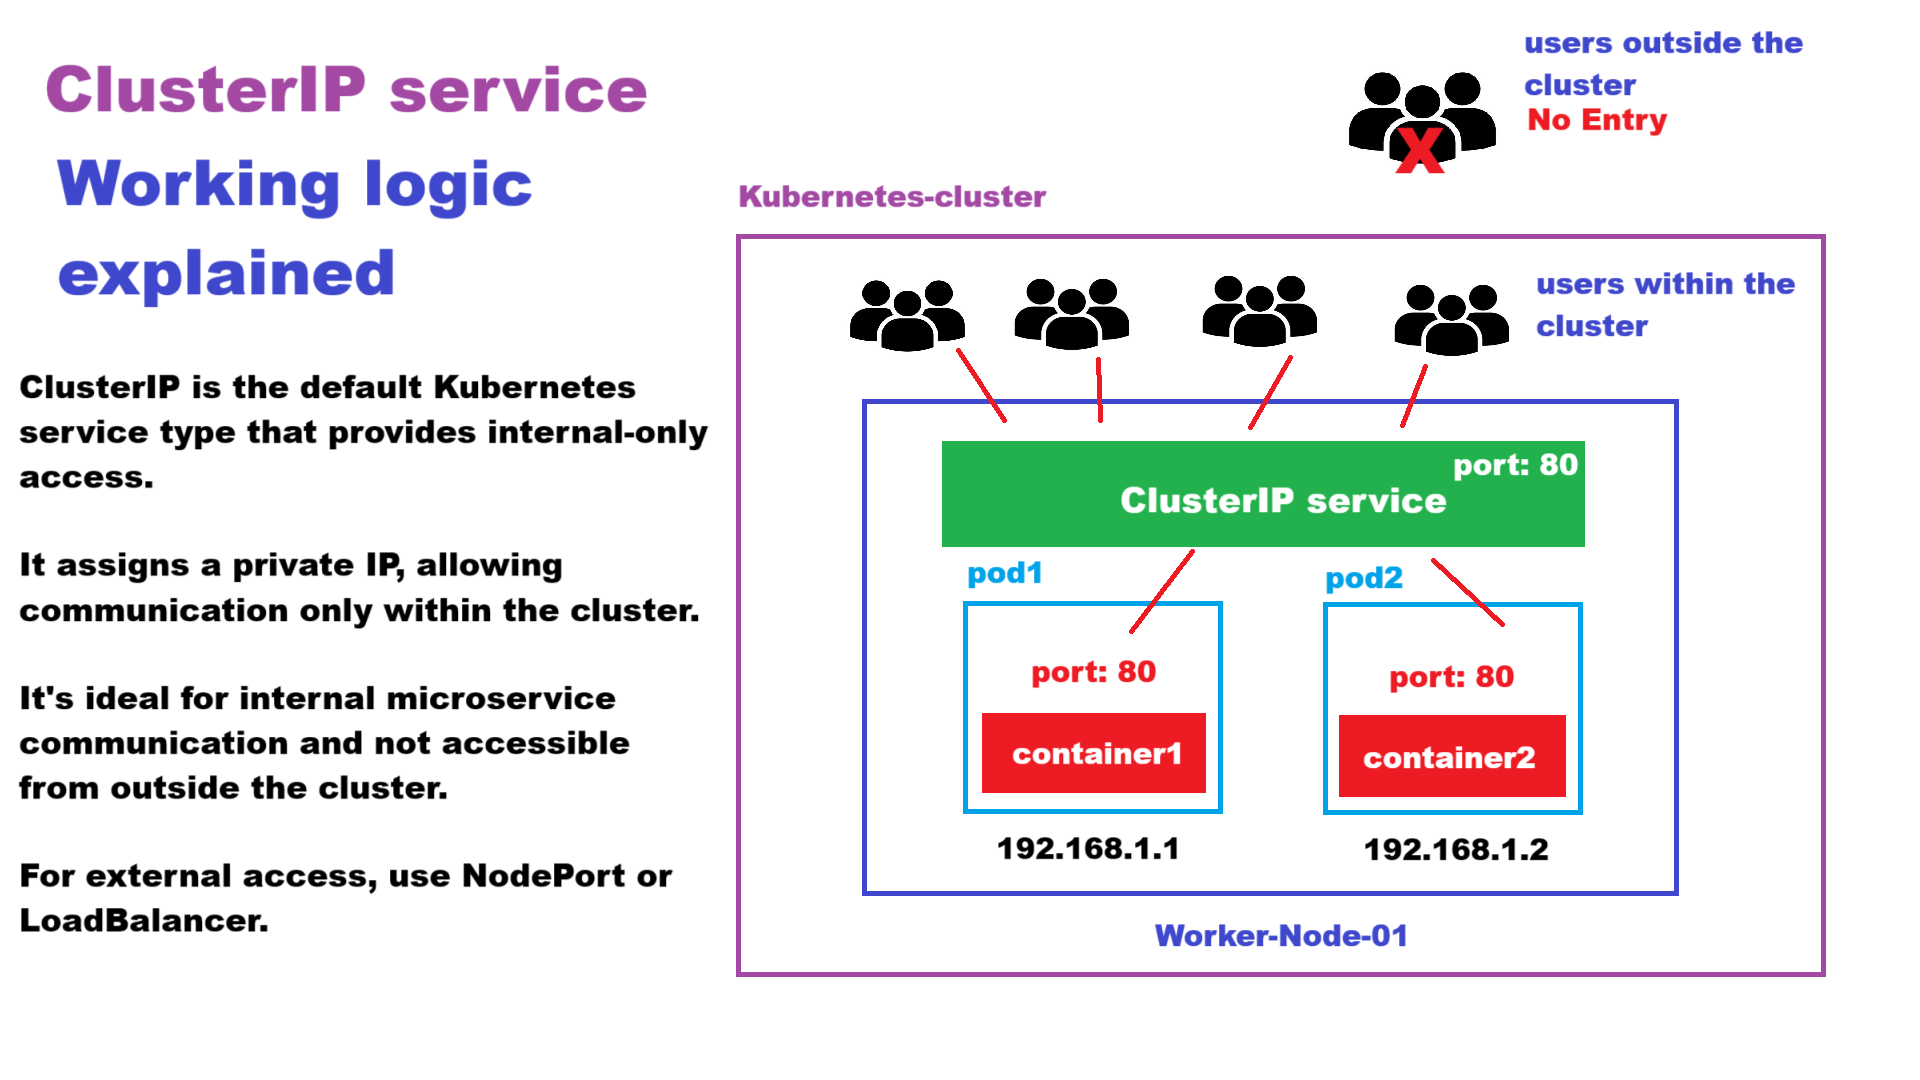 ClusterIP service
Working logic
explained
ClusterIP is the default Kubernetes
service type that provides internal-only
access.
It assigns a private IP, allowing
communication only within the cluster.
It's ideal for internal microservice
communication and not accessible
from outside the cluster.
For external access, use NodePort or
LoadBalancer.
users outside the
cluster
No Entry
X
Kubernetes-cluster
users within the
cluster
port: 80
ClusterIP service
pod1
pod2
port: 80
port: 80
container1
container2
192.168.1.1
192.168.1.2
Worker-Node-01